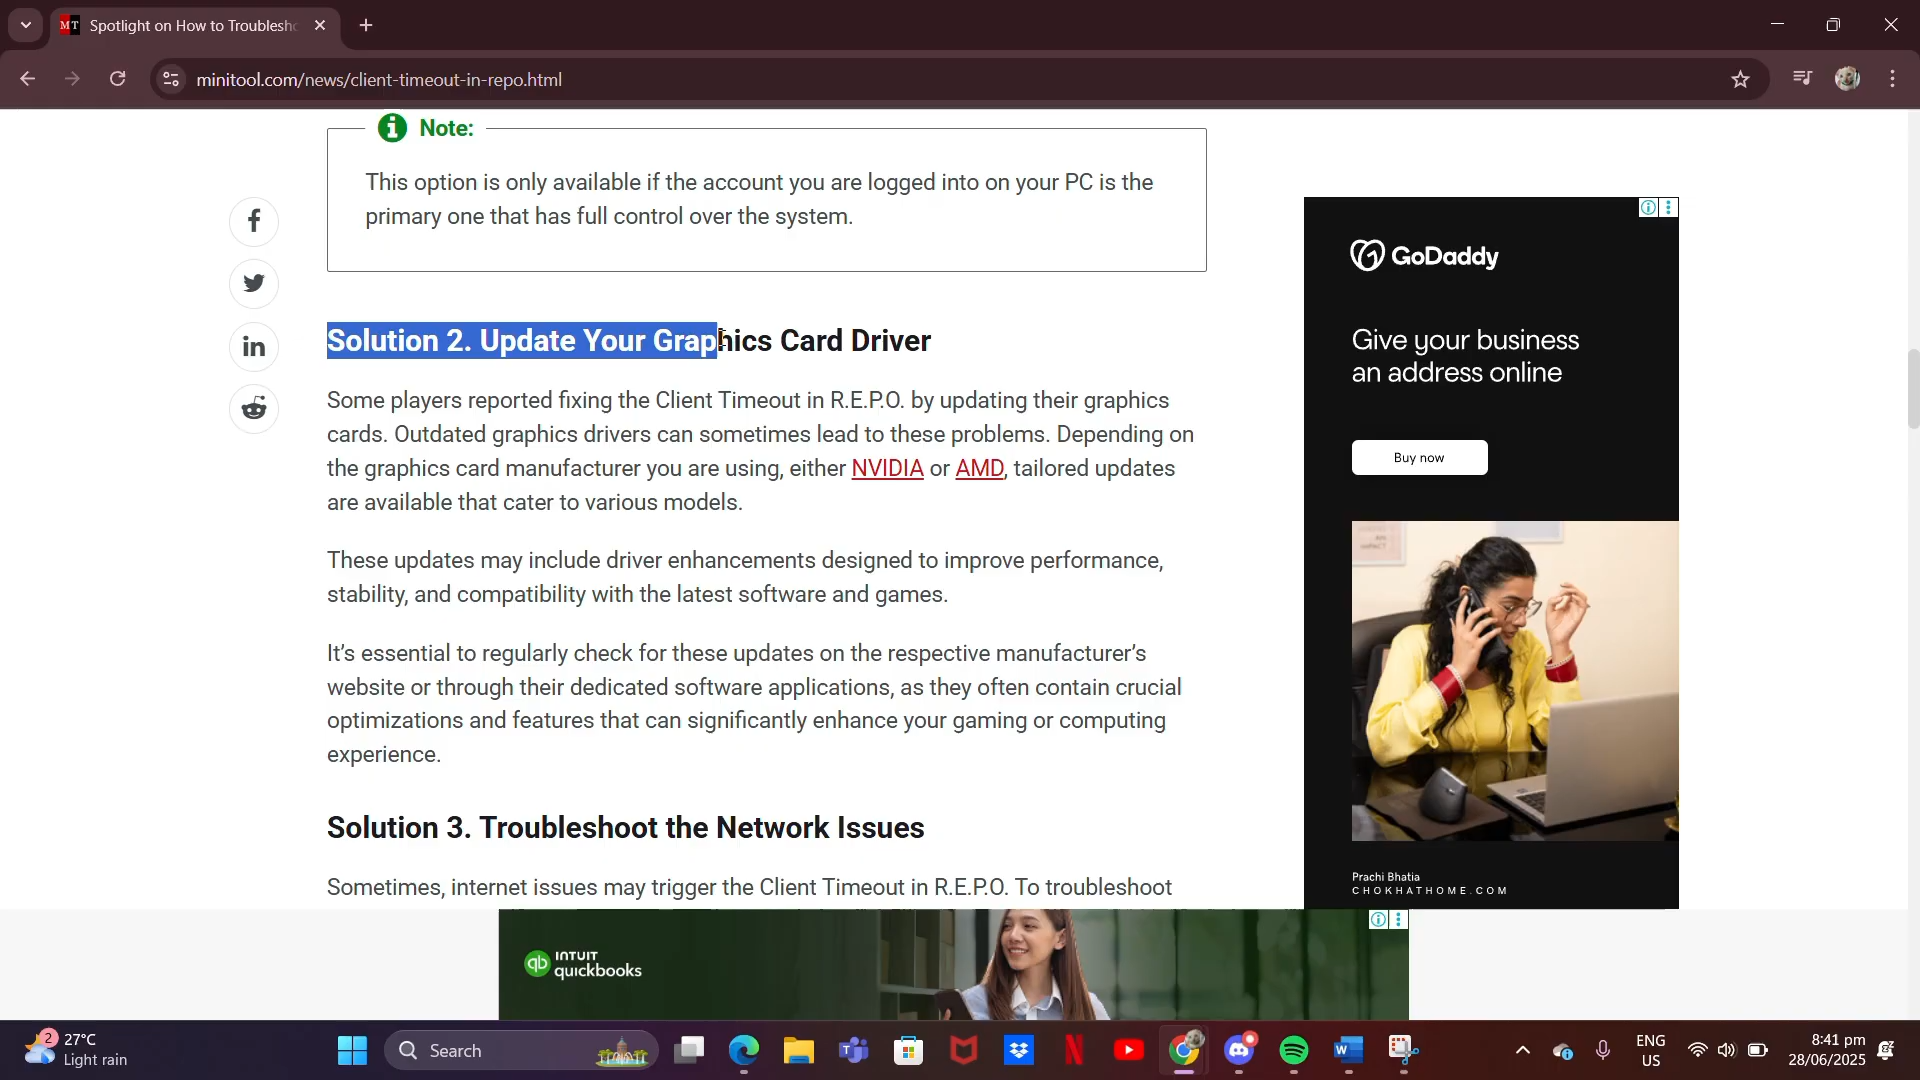 MT Spotlight on How to Troublesh
minitool.com/news/client-timeout-in-repo.html
Note:
This option is only available if the account you are logged into on your PC is the
primary one that has full control over the system.
Solution 2. Update Your Graphics Card Driver
Some players reported fixing the Client Timeout in R.E.P.O. by updating their graphics
cards. Outdated graphics drivers can sometimes lead to these problems. Depending on
the graphics card manufacturer you are using, either NVIDIA or AMD, tailored updates
are available that cater to various models.
These updates may include driver enhancements designed to improve performance,
stability, and compatibility with the latest software and games.
It’s essential to regularly check for these updates on the respective manufacturer’s
website or through their dedicated software applications, as they often contain crucial
optimizations and features that can significantly enhance your gaming or computing
experience.
Solution 3. Troubleshoot the Network Issues
Sometimes, internet issues may trigger the Client Timeout in R.E.P.O. To troubleshoot
GoDaddy
Give your business
an address online
Buy now
Prachi Bhatia
CHOKHATHOME.COM
qb INTUIT
quickbooks
2
27°C
Light rain
Search
ENG
US
8:41 pm
28/06/2025